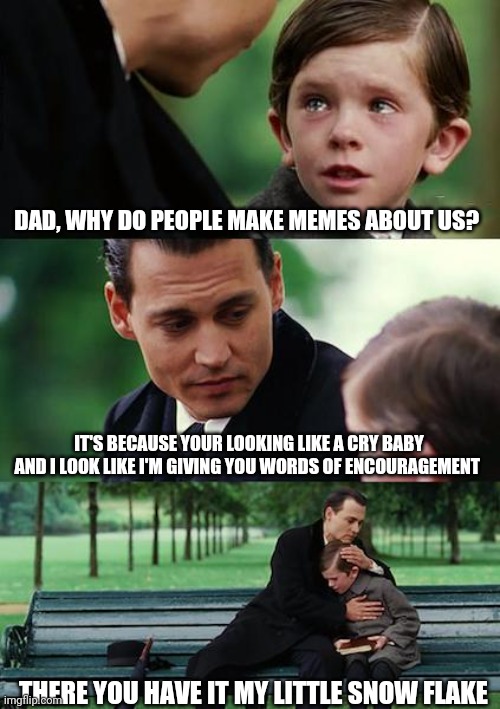 DAD, WHY DO PEOPLE MAKE MEMES ABOUT US?
IT'S BECAUSE YOUR LOOKING LIKE A CRY BABY
AND I LOOK LIKE I'M GIVING YOU WORDS OF ENCOURAGEMENT
THERE YOU HAVE IT MY LITTLE SNOW FLAKE
imgflip.com